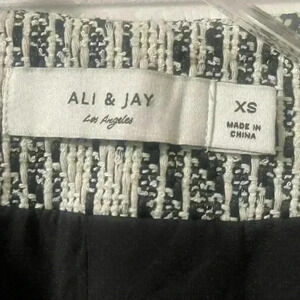 ALI & JAY
Los Angeles
XS
MADE IN
CHINA